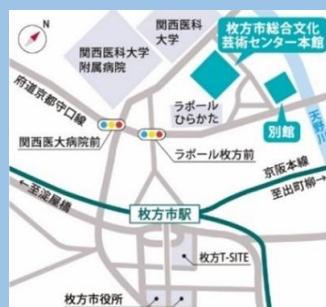 N
関西医科大学
附属病院
関西医科
大学
枚方市総合文化
芸術センター本館
別館
天野川
府道京都守口線
ラポール
ひらかた
関西医大病院前
ラポール枚方前
京阪本線
至出町柳→
←至淀屋橋
枚方市駅
枚方T-SITE
枚方市役所